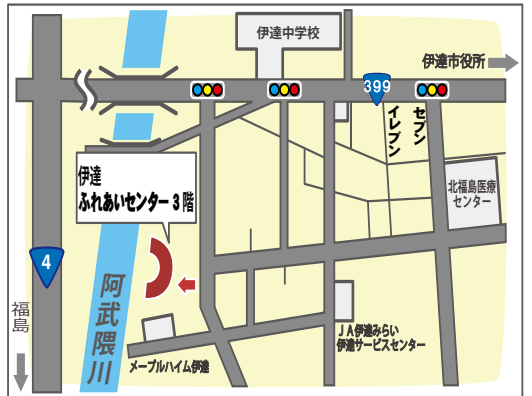 伊達中学校
伊達市役所
399
セブン
イレブン
伊達
ふれあいセンター 3 階
北福島医療
センター
4
福島
阿武隈川
JA伊達みらい
伊達サービスセンター
メープルハイム伊達